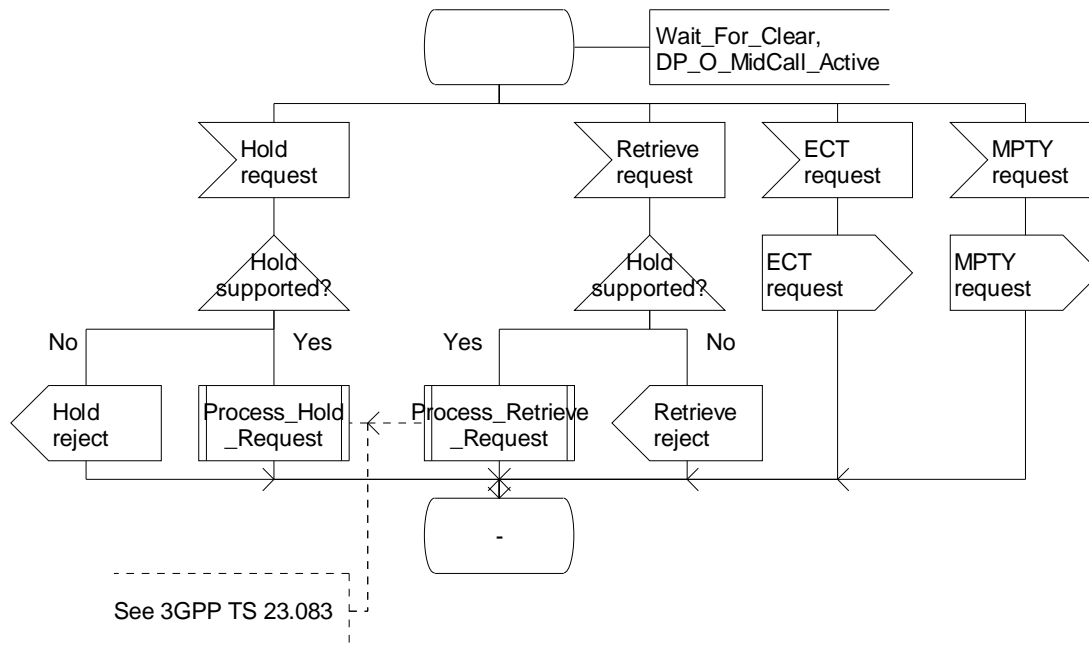 Wait_For_Clear,
DP_O_MidCall_Active
Hold
request
Retrieve
request
ECT
request
MPTY
request
Hold
supported?
Hold
supported?
ECT
request
MPTY
request
No
Yes
Yes
No
Hold
reject
Process_Hold
_Request
Process_Retrieve
_Request
Retrieve
reject
-
See 3GPP TS 23.083